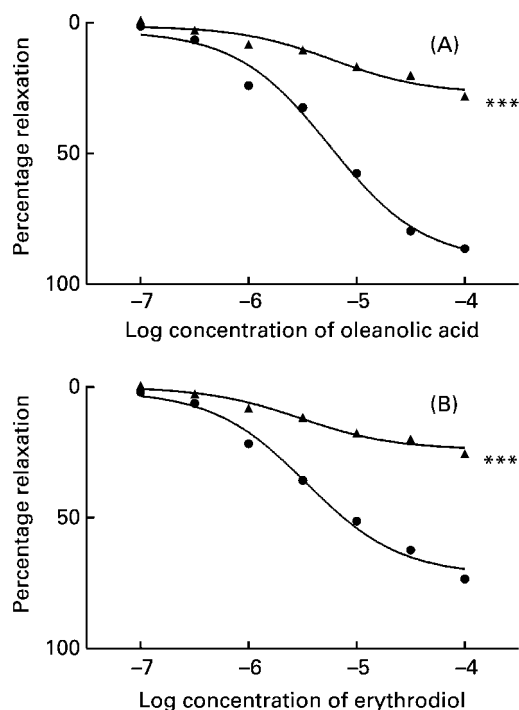 0
(A)
***
50
100
Percentage relaxation
–7 –6 –5 –4
Log concentration of oleanolic acid
0
(B)
***
50
100
Percentage relaxation
–7 –6 –5 –4
Log concentration of erythrodiol